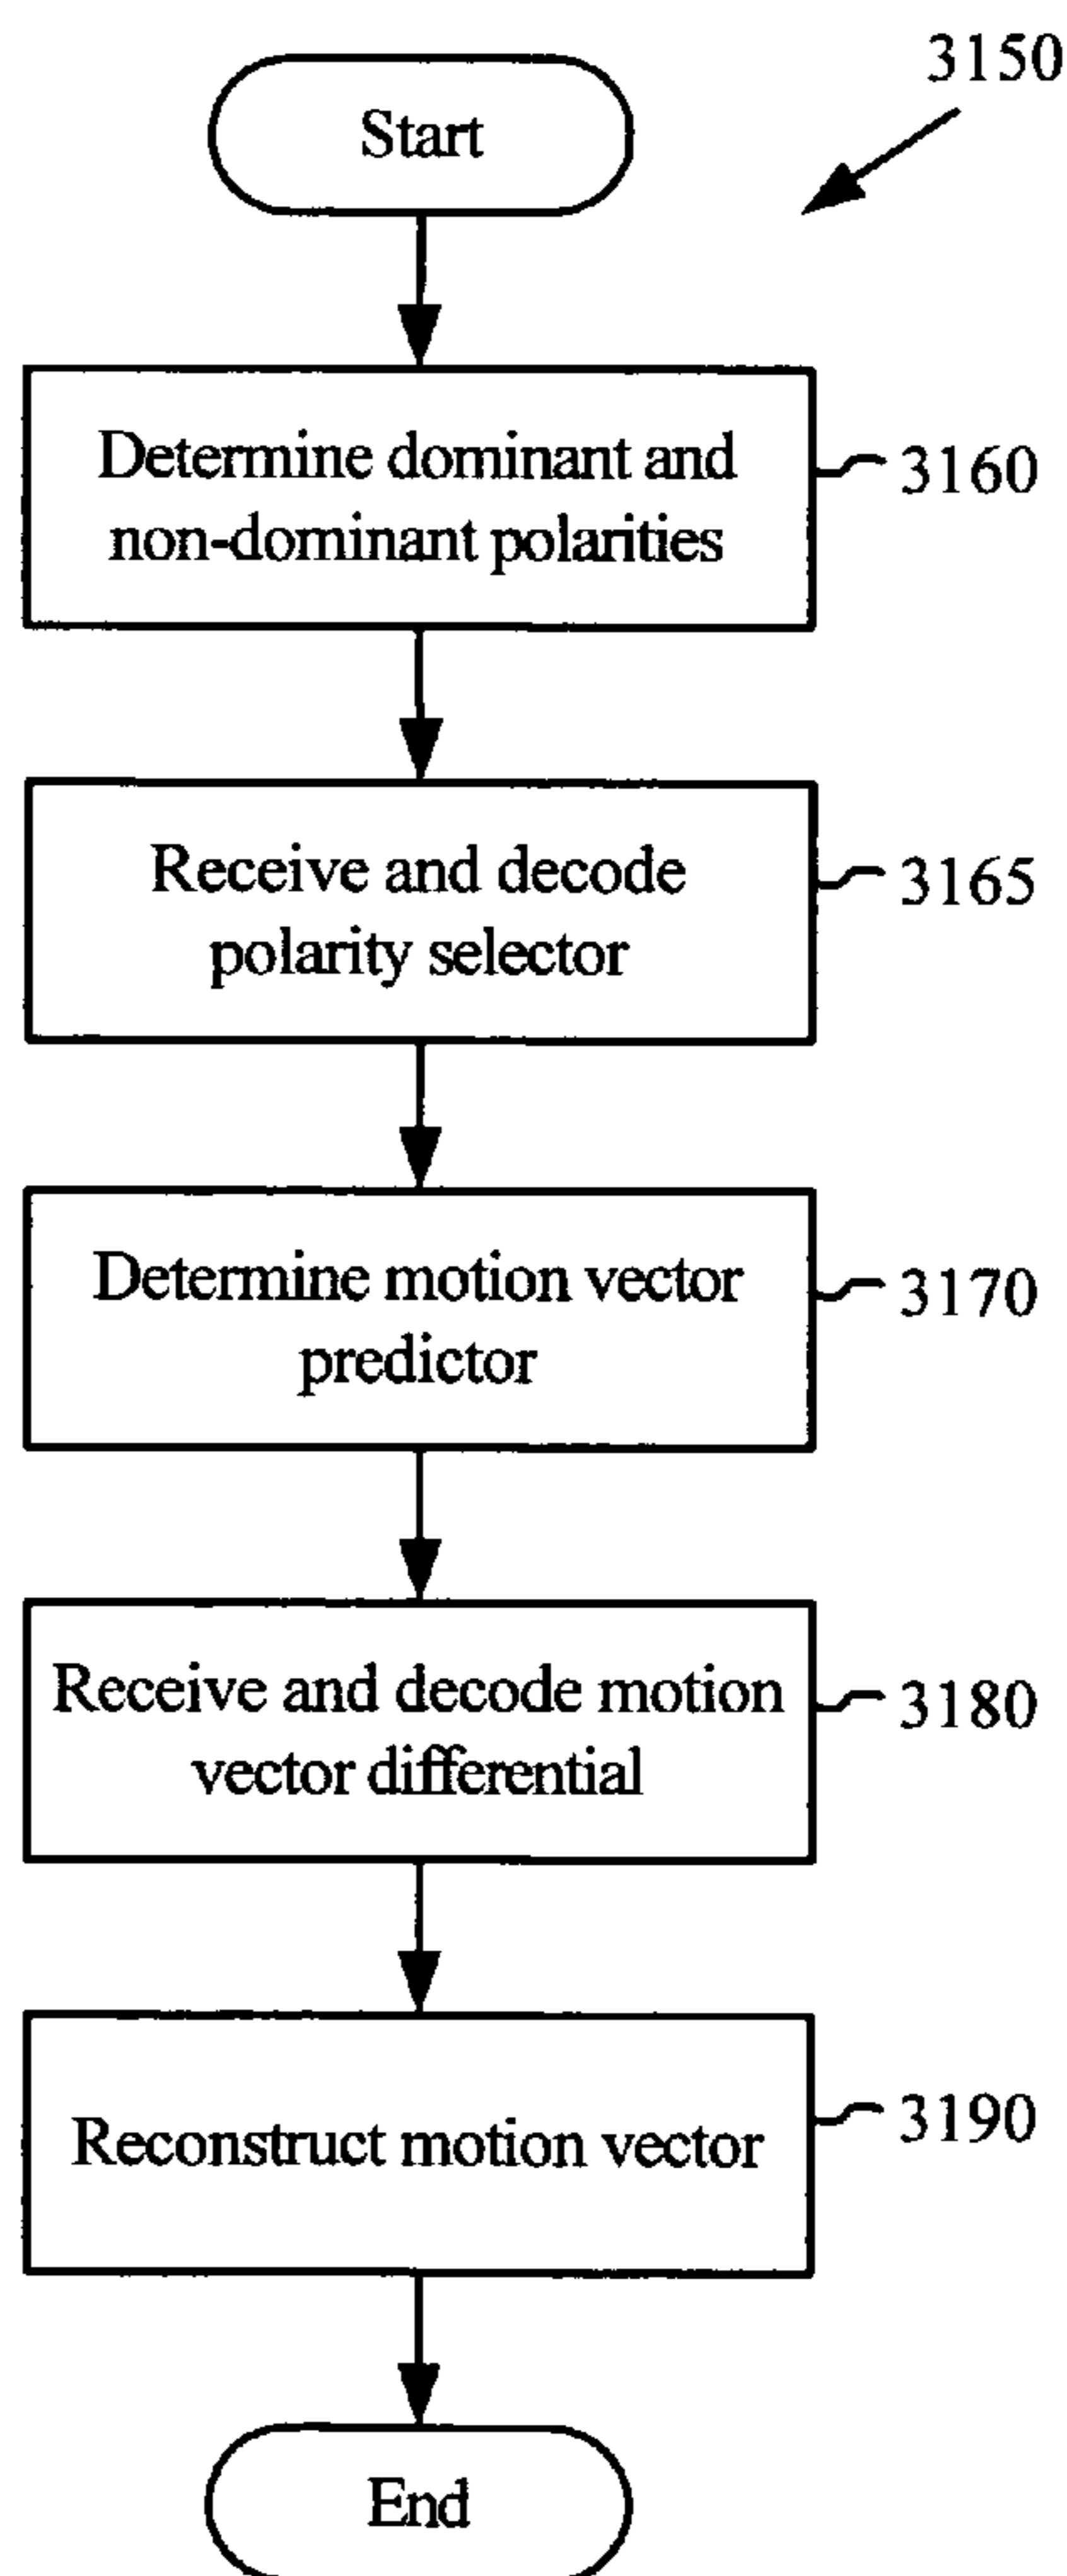 3150
Start
Determine dominant and
non-dominant polarities
3160
Receive and decode
polarity selector
3165
Determine motion vector
predictor
3170
Receive and decode motion
vector differential
3180
Reconstruct motion vector
3190
End